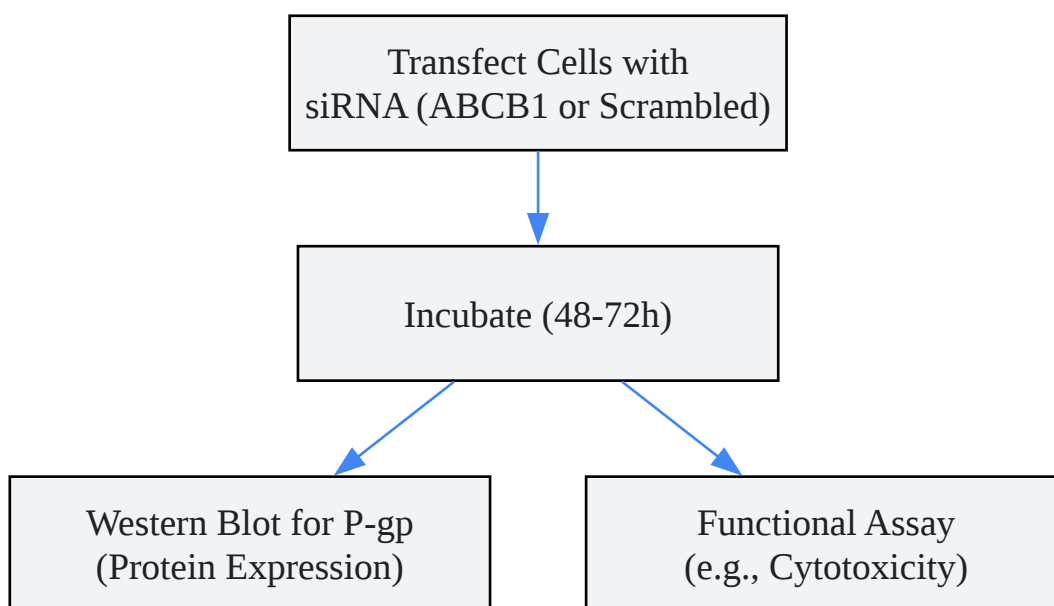 Transfect Cells with
siRNA (ABCB1 or Scrambled)
Incubate (48-72h)
Western Blot for P-gp
(Protein Expression)
Functional Assay
(e.g., Cytotoxicity)